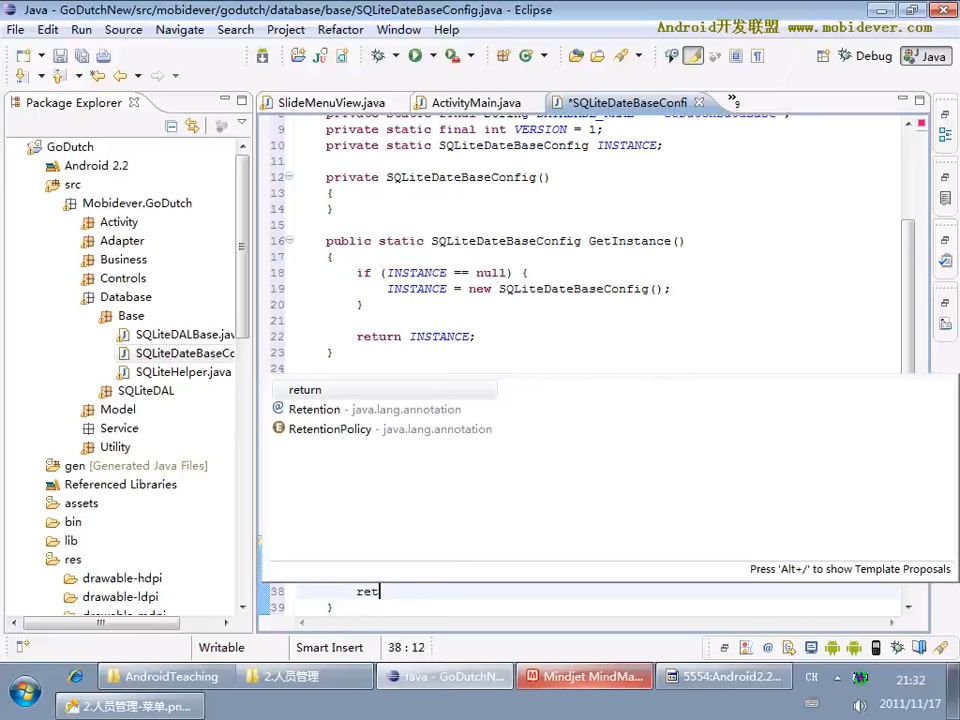 Java - GoDutchNew/src/mobidever/godutch/database/base/SQLiteDateBaseConfig.java - Eclipse
File Edit Run Source Navigate Search Project Refactor Window Help
Android开发联盟 www.mobidever.com
Debug Java
Package Explorer
SlideMenuView.java ActivityMain.java *SQLiteDateBaseConfi 9
GoDutch
Android 2.2
src
Mobidever.GoDutch
Activity
Adapter
Business
Controls
Database
Base
SQLiteDALBase.jav
SQLiteDateBaseCo
SQLiteHelper.java
SQLiteDAL
Model
Service
Utility
gen [Generated Java Files]
Referenced Libraries
assets
bin
lib
res
drawable-hdpi
drawable-ldpi
9 private static final int VERSION = 1;
10 private static SQLiteDateBaseConfig INSTANCE;
11
12 private SQLiteDateBaseConfig()
13 {
14 }
15
16 public static SQLiteDateBaseConfig GetInstance()
17 {
18 if (INSTANCE == null) {
19 INSTANCE = new SQLiteDateBaseConfig();
20 }
21
22 return INSTANCE;
23 }
24
return
Retention - java.lang.annotation
RetentionPolicy - java.lang.annotation
Press 'Alt+/' to show Template Proposals
38 ret
39 }
Writable Smart Insert 38 : 12
AndroidTeaching 2.人员管理 Java - GoDutchN... Mindjet MindMa... 5554:Android2.2... CH 21:32
2.人员管理-菜单.pn... 2011/11/17